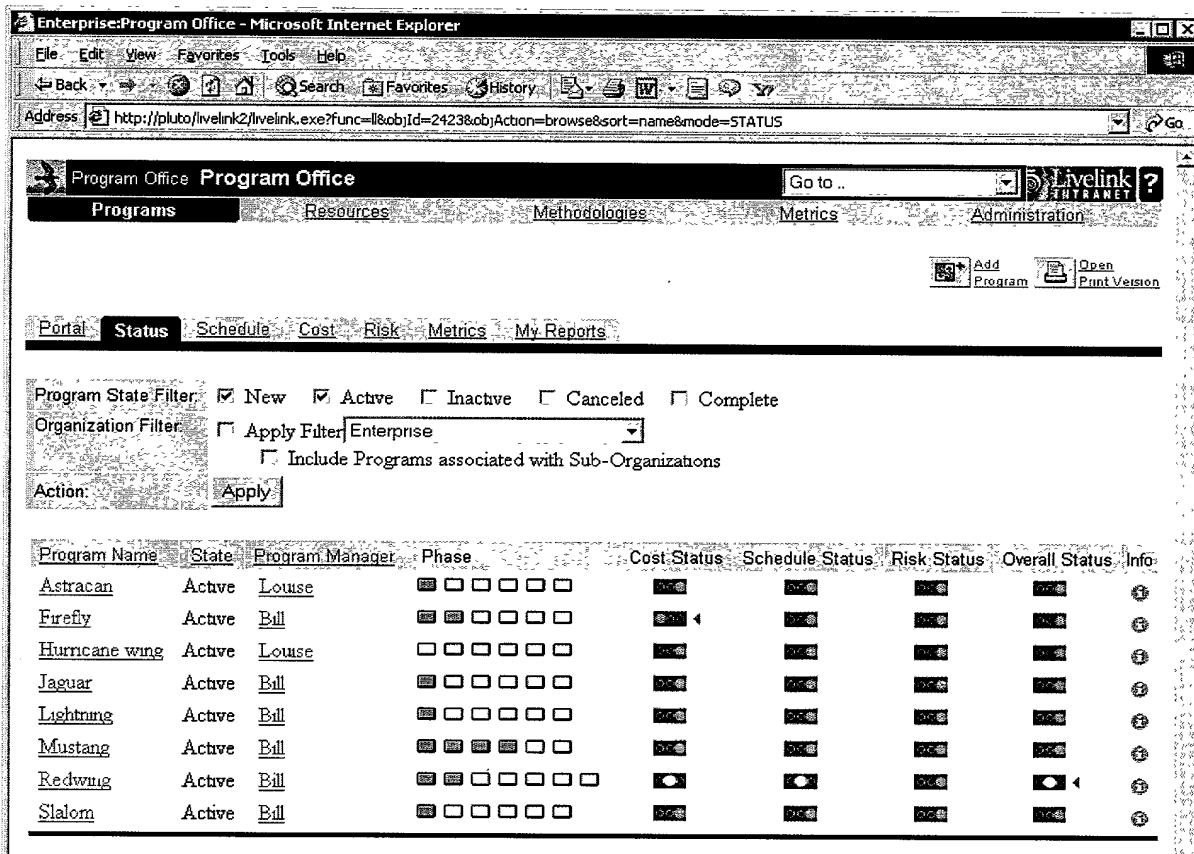 Enterprise:Program Office - Microsoft Internet Explorer
File Edit View Favorites Tools Help
Back Search Favorites History
Address http://pluto/livelink2/livelink.exe?func=ll&objId=2423&objAction=browse&sort=name&mode=STATUS Go
Program Office Program Office Go to .. Livelink INTRANET ?
Programs Resources Methodologies Metrics Administration
Add Program Open Print Version
Portal Status Schedule Cost Risk Metrics My Reports
Program State Filter: New Active Inactive Canceled Complete
Organization Filter: Apply Filter Enterprise
Include Programs associated with Sub-Organizations
Action: Apply
Program Name State Program Manager Phase Cost Status Schedule Status Risk Status Overall Status Info
Astracan Active Louise
Firefly Active Bill
Hurricane wing Active Louise
Jaguar Active Bill
Lightning Active Bill
Mustang Active Bill
Redwing Active Bill
Slalom Active Bill